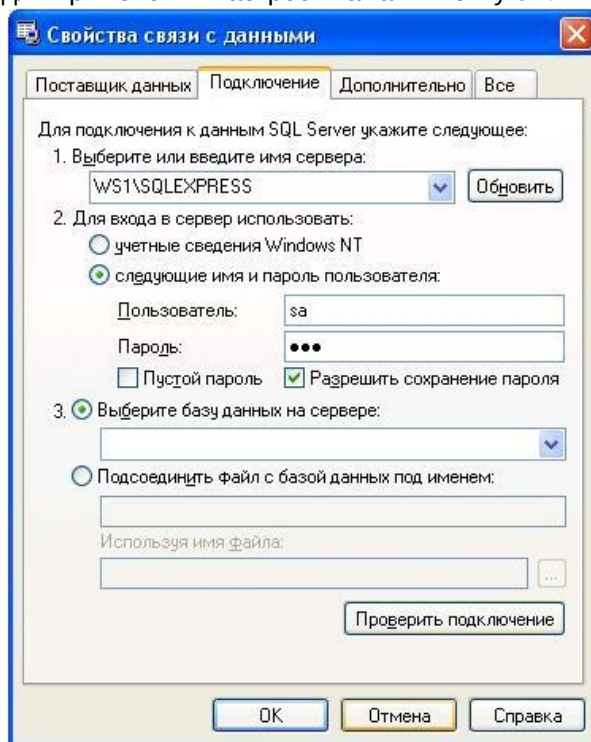 Свойства связи с данными
Поставщик данных Подключение Дополнительно Все
Для подключения к данным SQL Server укажите следующее:
1. Выберите или введите имя сервера:
WS1\SQLEXPRESS Обновить
2. Для входа в сервер использовать:
учетные сведения Windows NT
следующие имя и пароль пользователя:
Пользователь: sa
Пароль: •••
Пустой пароль Разрешить сохранение пароля
3. Выберите базу данных на сервере:
Подсоединить файл с базой данных под именем:
Используя имя файла:
...
Проверить подключение
OK Отмена Справка